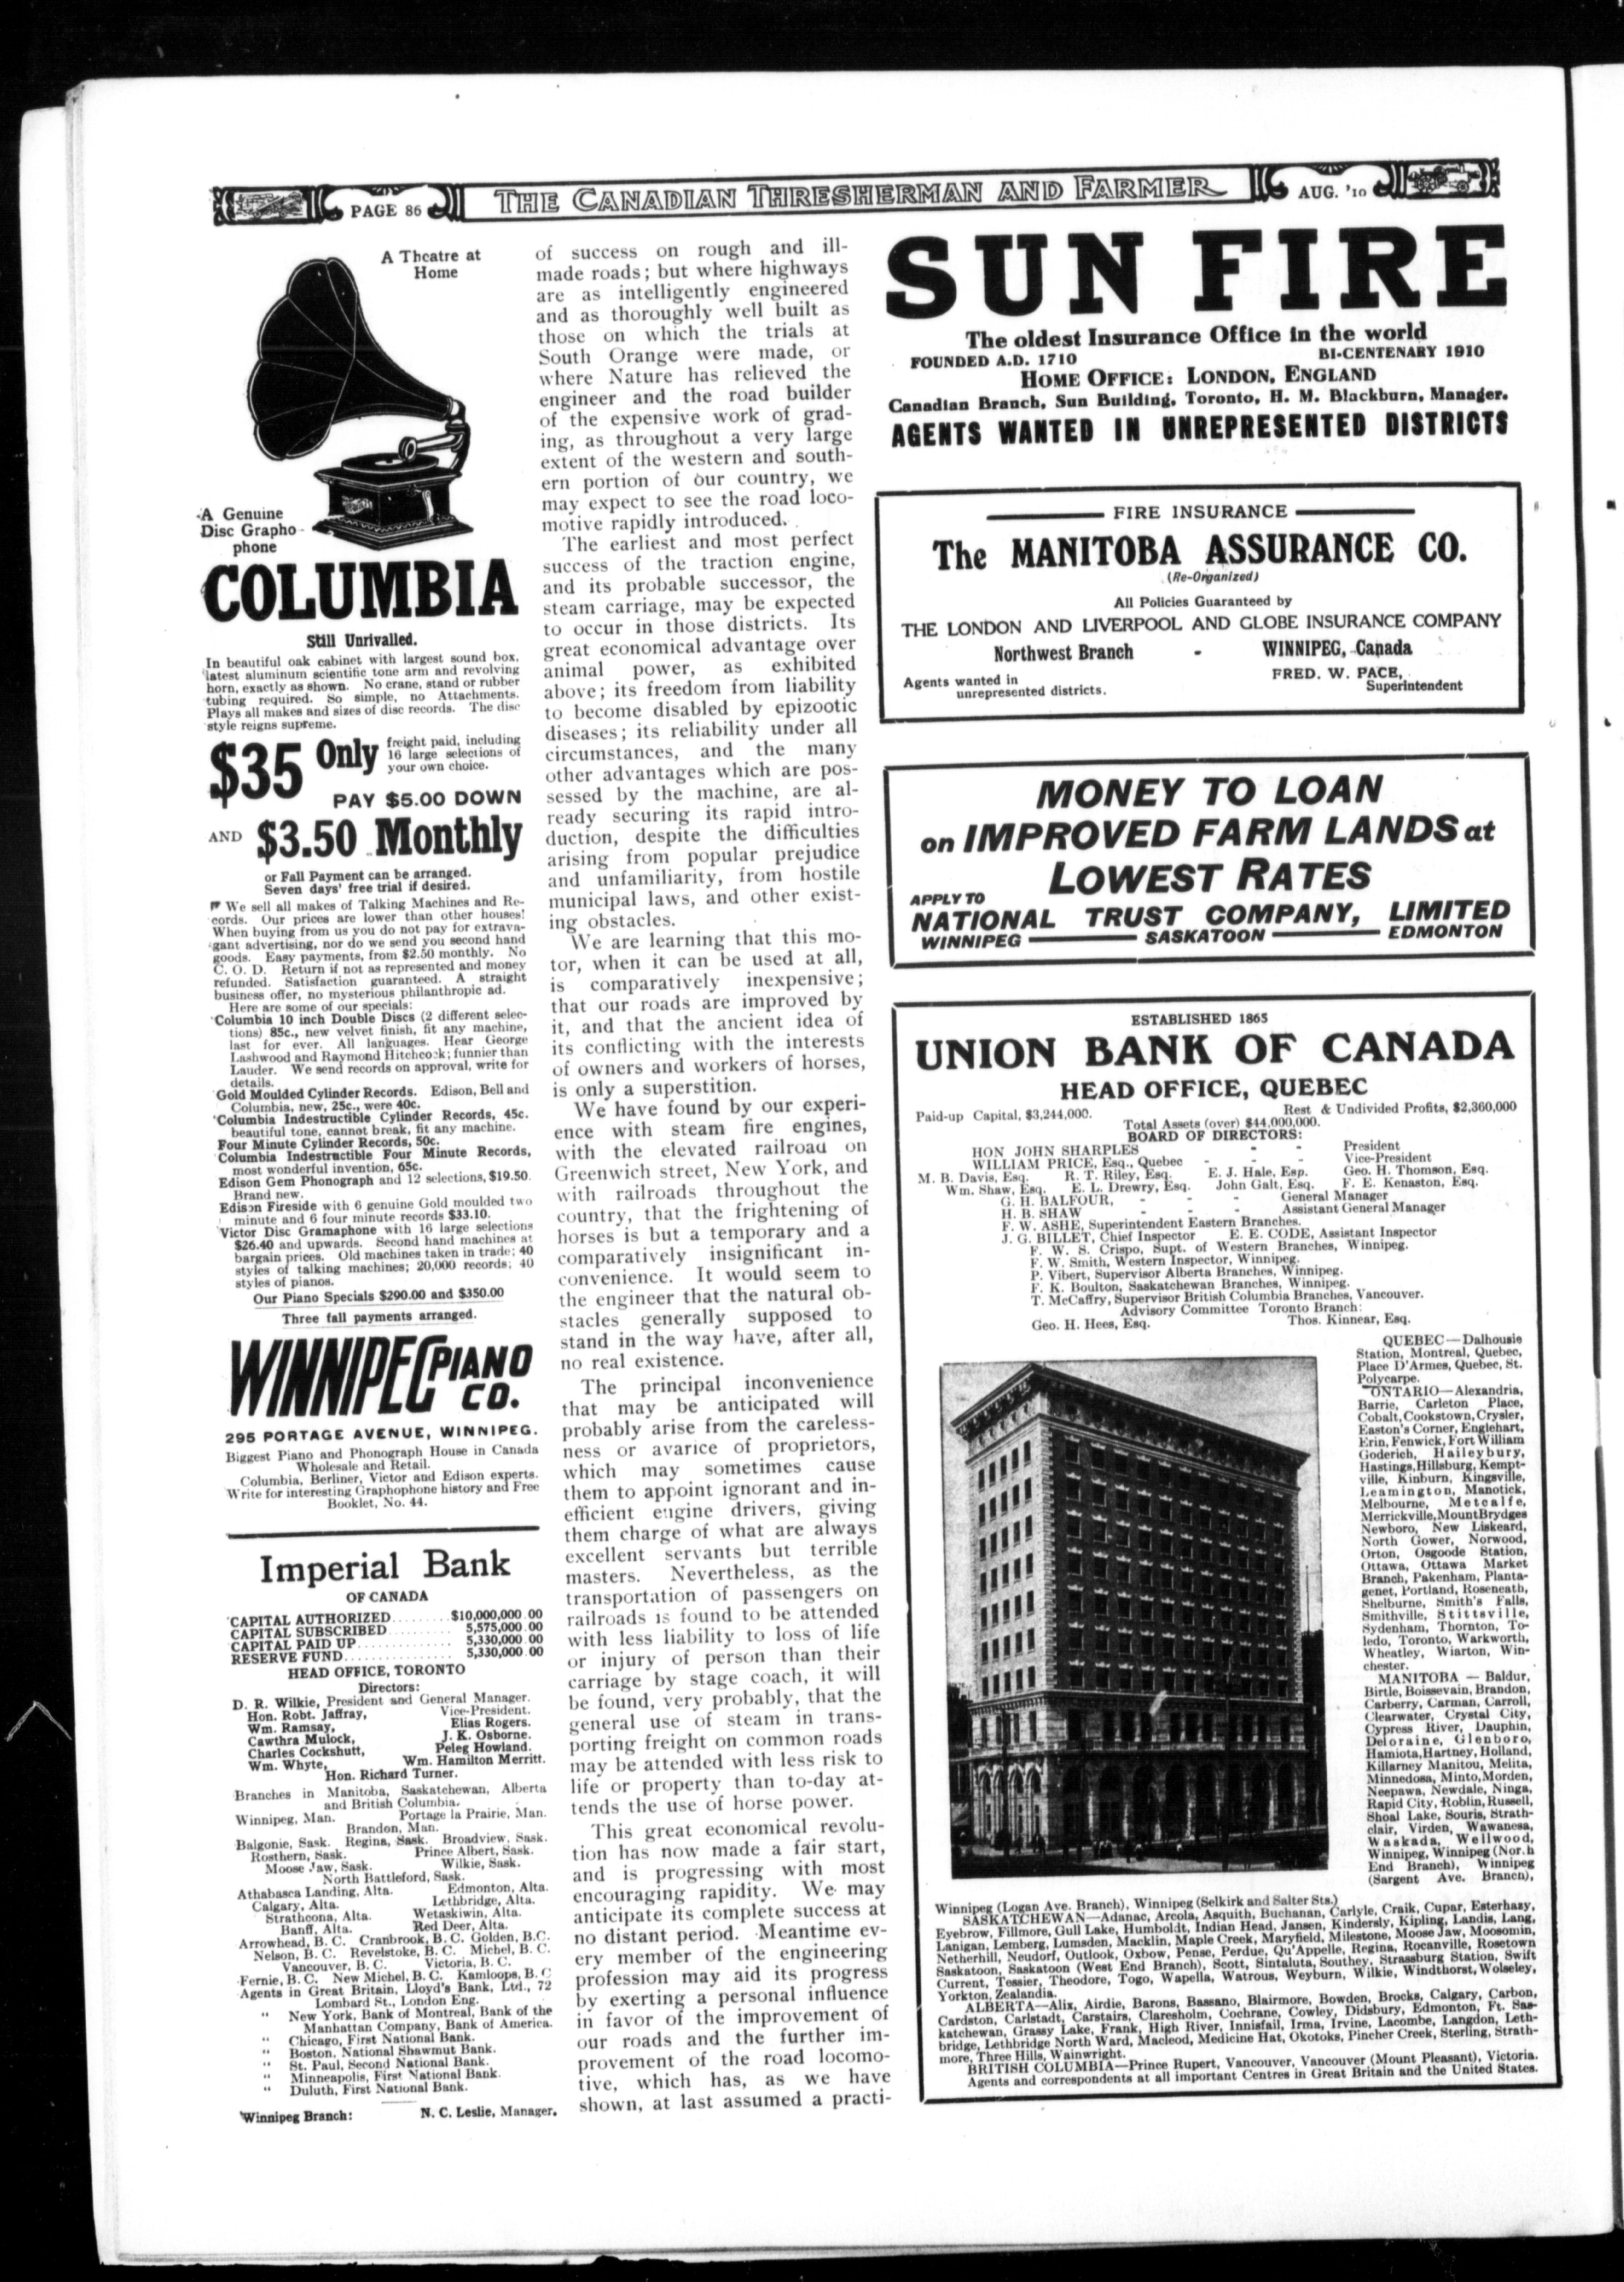 PAGE 86
THE CANADIAN THRESHERMAN AND FARMER
AUG. '10
A Theatre at
Home
A Genuine
Disc Grapho-
phone
COLUMBIA
Still Unrivalled.
In beautiful oak cabinet with largest sound box,
latest aluminum scientific tone arm and revolving
horn, exactly as shown. No crane, stand or rubber
tubing required. So simple, no Attachments.
Plays all makes and sizes of disc records. The disc
style reigns supreme.
$35 Only freight paid, including
16 large selections of
your own choice.
PAY $5.00 DOWN
AND $3.50 Monthly
or Fall Payment can be arranged.
Seven days' free trial if desired.
We sell all makes of Talking Machines and Re-
cords. Our prices are lower than other houses!
When buying from us you do not pay for extrava-
gant advertising, nor do we send you second hand
goods. Easy payments, from $2.50 monthly. No
C. O. D. Return if not as represented and money
refunded. Satisfaction guaranteed. A straight
business offer, no mysterious philanthropic ad.
Here are some of our specials:
Columbia 10 inch Double Discs (2 different selec-
tions) 85c., new velvet finish, fit any machine,
last for ever. All languages. Hear George
Lashwood and Raymond Hitchcock; funnier than
Lauder. We send records on approval, write for
details.
Gold Moulded Cylinder Records. Edison, Bell and
Columbia, new, 25c., were 40c.
Columbia Indestructible Cylinder Records, 45c.
beautiful tone, cannot break, fit any machine.
Four Minute Cylinder Records, 50c.
Columbia Indestructible Four Minute Records,
most wonderful invention, 65c.
Edison Gem Phonograph and 12 selections, $19.50.
Brand new.
Edison Fireside with 6 genuine Gold moulded two
minute and 6 four minute records $33.10.
Victor Disc Gramaphone with 16 large selections
$26.40 and upwards. Second hand machines at
bargain prices. Old machines taken in trade; 40
styles of talking machines; 20,000 records; 40
styles of pianos.
Our Piano Specials $290.00 and $350.00
Three fall payments arranged.
WINNIPEG PIANO CO.
295 PORTAGE AVENUE, WINNIPEG.
Biggest Piano and Phonograph House in Canada
Wholesale and Retail.
Columbia, Berliner, Victor and Edison experts.
Write for interesting Graphophone history and Free
Booklet, No. 44.
Imperial Bank
OF CANADA
CAPITAL AUTHORIZED......... $10,000,000.00
CAPITAL SUBSCRIBED.......... 5,575,000.00
CAPITAL PAID UP.............. 5,330,000.00
RESERVE FUND................ 5,330,000.00
HEAD OFFICE, TORONTO
Directors:
D. R. Wilkie, President and General Manager.
Hon. Robt. Jaffray, Vice-President.
Wm. Ramsay, Elias Rogers.
Cawthra Mulock, J. K. Osborne.
Charles Cockshutt, Peleg Howland.
Wm. Whyte, Wm. Hamilton Merritt.
Hon. Richard Turner.
Branches in Manitoba, Saskatchewan, Alberta
and British Columbia.
Winnipeg, Man. Portage la Prairie, Man.
Brandon, Man.
Balgonie, Sask. Regina, Sask. Broadview, Sask.
Rosthern, Sask. Prince Albert, Sask.
Moose Jaw, Sask. Wilkie, Sask.
North Battleford, Sask.
Athabasca Landing, Alta. Edmonton, Alta.
Calgary, Alta. Lethbridge, Alta.
Strathcona, Alta. Wetaskiwin, Alta.
Banff, Alta. Red Deer, Alta.
Arrowhead, B. C. Cranbrook, B. C. Golden, B.C.
Nelson, B. C. Revelstoke, B. C. Michel, B. C.
Vancouver, B. C. Victoria, B. C.
Fernie, B. C. New Michel, B. C. Kamloops, B. C
Agents in Great Britain, Lloyd's Bank, Ltd., 72
Lombard St., London Eng.
" New York, Bank of Montreal, Bank of the
Manhattan Company, Bank of America.
" Chicago, First National Bank.
" Boston, National Shawmut Bank.
" St. Paul, Second National Bank.
" Minneapolis, First National Bank.
" Duluth, First National Bank.
Winnipeg Branch: N. C. Leslie, Manager.
of success on rough and ill-
made roads; but where highways
are as intelligently engineered
and as thoroughly well built as
those on which the trials at
South Orange were made, or
where Nature has relieved the
engineer and the road builder
of the expensive work of grad-
ing, as throughout a very large
extent of the western and south-
ern portion of our country, we
may expect to see the road loco-
motive rapidly introduced.
The earliest and most perfect
success of the traction engine,
and its probable successor, the
steam carriage, may be expected
to occur in those districts. Its
great economical advantage over
animal power, as exhibited
above; its freedom from liability
to become disabled by epizootic
diseases; its reliability under all
circumstances, and the many
other advantages which are pos-
sessed by the machine, are al-
ready securing its rapid intro-
duction, despite the difficulties
arising from popular prejudice
and unfamiliarity, from hostile
municipal laws, and other exist-
ing obstacles.
We are learning that this mo-
tor, when it can be used at all,
is comparatively inexpensive;
that our roads are improved by
it, and that the ancient idea of
its conflicting with the interests
of owners and workers of horses,
is only a superstition.
We have found by our experi-
ence with steam fire engines,
with the elevated railroad on
Greenwich street, New York, and
with railroads throughout the
country, that the frightening of
horses is but a temporary and a
comparatively insignificant in-
convenience. It would seem to
the engineer that the natural ob-
stacles generally supposed to
stand in the way have, after all,
no real existence.
The principal inconvenience
that may be anticipated will
probably arise from the careless-
ness or avarice of proprietors,
which may sometimes cause
them to appoint ignorant and in-
efficient engine drivers, giving
them charge of what are always
excellent servants but terrible
masters. Nevertheless, as the
transportation of passengers on
railroads is found to be attended
with less liability to loss of life
or injury of person than their
carriage by stage coach, it will
be found, very probably, that the
general use of steam in trans-
porting freight on common roads
may be attended with less risk to
life or property than to-day at-
tends the use of horse power.
This great economical revolu-
tion has now made a fair start,
and is progressing with most
encouraging rapidity. We may
anticipate its complete success at
no distant period. Meantime ev-
ery member of the engineering
profession may aid its progress
by exerting a personal influence
in favor of the improvement of
our roads and the further im-
provement of the road locomo-
tive, which has, as we have
shown, at last assumed a practi-
SUN FIRE
The oldest Insurance Office in the world
FOUNDED A.D. 1710 BI-CENTENARY 1910
HOME OFFICE: LONDON, ENGLAND
Canadian Branch, Sun Building, Toronto, H. M. Blackburn, Manager.
AGENTS WANTED IN UNREPRESENTED DISTRICTS
FIRE INSURANCE
The MANITOBA ASSURANCE CO.
(Re-Organized)
All Policies Guaranteed by
THE LONDON AND LIVERPOOL AND GLOBE INSURANCE COMPANY
Northwest Branch - WINNIPEG, Canada
Agents wanted in
unrepresented districts.
FRED. W. PACE,
Superintendent
MONEY TO LOAN
on IMPROVED FARM LANDS at
LOWEST RATES
APPLY TO
NATIONAL TRUST COMPANY, LIMITED
WINNIPEG SASKATOON EDMONTON
ESTABLISHED 1865
UNION BANK OF CANADA
HEAD OFFICE, QUEBEC
Paid-up Capital, $3,244,000. Rest & Undivided Profits, $2,360,000
Total Assets (over) $44,000,000.
BOARD OF DIRECTORS:
HON JOHN SHARPLES - - President
WILLIAM PRICE, Esq., Quebec - - - Vice-President
M. B. Davis, Esq. R. T. Riley, Esq. E. J. Hale, Esp. Geo. H. Thomson, Esq.
Wm. Shaw, Esq. E. L. Drewry, Esq. John Galt, Esq. F. E. Kenaston, Esq.
G. H. BALFOUR, - - - General Manager
H. B. SHAW - - - Assistant General Manager
F. W. ASHE, Superintendent Eastern Branches.
J. G. BILLET, Chief Inspector E. E. CODE, Assistant Inspector
F. W. S. Crispo, Supt. of Western Branches, Winnipeg.
F. W. Smith, Western Inspector, Winnipeg.
P. Vibert, Supervisor Alberta Branches, Winnipeg.
F. K. Boulton, Saskatchewan Branches, Winnipeg.
T. McCaffry, Supervisor British Columbia Branches, Vancouver.
Advisory Committee Toronto Branch:
Geo. H. Hees, Esq. Thos. Kinnear, Esq.
QUEBEC—Dalhousie
Station, Montreal, Quebec,
Place D'Armes, Quebec, St.
Polycarpe.
ONTARIO—Alexandria,
Barrie, Carleton Place,
Cobalt, Cookstown, Crysler,
Easton's Corner, Englehart,
Erin, Fenwick, Fort William
Goderich, Haileybury,
Hastings, Hillsburg, Kempt-
ville, Kinburn, Kingsville,
Leamington, Manotick,
Melbourne, Metcalfe,
Merrickville, Mount Brydges
Newboro, New Liskeard,
North Gower, Norwood,
Orton, Osgoode Station,
Ottawa, Ottawa Market
Branch, Pakenham, Planta-
genet, Portland, Roseneath,
Shelburne, Smith's Falls,
Smithville, Stittsville,
Sydenham, Thornton, To-
ledo, Toronto, Warkworth,
Wheatley, Wiarton, Win-
chester.
MANITOBA — Baldur,
Birtle, Boissevain, Brandon,
Carberry, Carman, Carroll,
Clearwater, Crystal City,
Cypress River, Dauphin,
Deloraine, Glenboro,
Hamiota, Hartney, Holland,
Killarney Manitou, Melita,
Minnedosa, Minto, Morden,
Neepawa, Newdale, Ninga,
Rapid City, Roblin, Russell,
Shoal Lake, Souris, Strath-
clair, Virden, Wawanesa,
Waskada, Wellwood,
Winnipeg, Winnipeg (Nor.h
End Branch), Winnipeg
(Sargent Ave. Branch),
Winnipeg (Logan Ave. Branch), Winnipeg (Selkirk and Salter Sts.)
SASKATCHEWAN—Adanac, Arcola, Asquith, Buchanan, Carlyle, Craik, Cupar, Esterhazy,
Eyebrow, Fillmore, Gull Lake, Humboldt, Indian Head, Jansen, Kindersly, Kipling, Landis, Lang,
Lanigan, Lemberg, Lumsden, Macklin, Maple Creek, Maryfield, Milestone, Moose Jaw, Moosomin,
Netherhill, Neudorf, Outlook, Oxbow, Pense, Perdue, Qu'Appelle, Regina, Rocanville, Rosetown
Saskatoon, Saskatoon (West End Branch), Scott, Sintaluta, Southey, Strassburg Station, Swift
Current, Tessier, Theodore, Togo, Wapella, Watrous, Weyburn, Wilkie, Windthorst, Wolseley,
Yorkton, Zealandia.
ALBERTA—Alix, Airdie, Barons, Bassano, Blairmore, Bowden, Brocks, Calgary, Carbon,
Cardston, Carlstadt, Carstairs, Claresholm, Cochrane, Cowley, Didsbury, Edmonton, Ft. Sas-
katchewan, Grassy Lake, Frank, High River, Innisfail, Irma, Irvine, Lacombe, Langdon, Leth-
bridge, Lethbridge North Ward, Macleod, Medicine Hat, Okotoks, Pincher Creek, Sterling, Strath-
more, Three Hills, Wainwright.
BRITISH COLUMBIA—Prince Rupert, Vancouver, Vancouver (Mount Pleasant), Victoria.
Agents and correspondents at all important Centres in Great Britain and the United States.